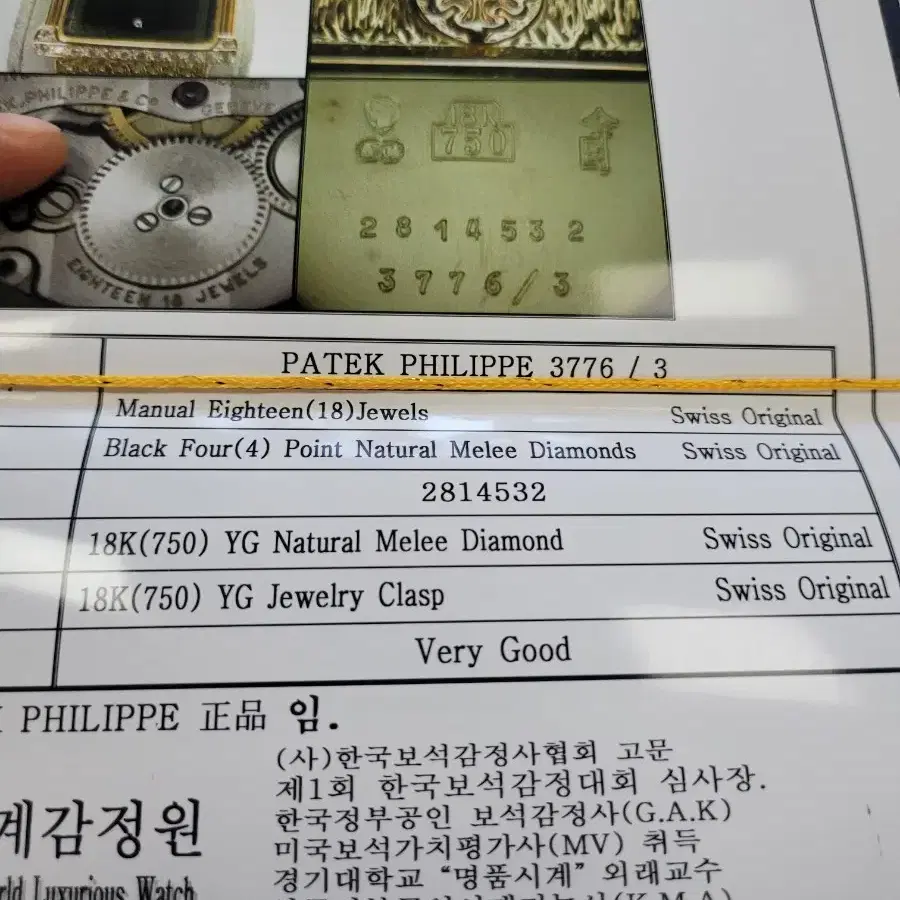 PHILIPPE & Co
GENEVE
EIGHTEEN 18 JEWELS
18K
750
2814532
3776/3
PATEK PHILIPPE 3776 / 3
Manual Eighteen(18)Jewels Swiss Original
Black Four(4) Point Natural Melee Diamonds Swiss Original
2814532
18K(750) YG Natural Melee Diamond Swiss Original
18K(750) YG Jewelry Clasp Swiss Original
Very Good
PHILIPPE 正品 임.
(사)한국보석감정사협회 고문
제1회 한국보석감정대회 심사장.
한국정부공인 보석감정사(G.A.K)
미국보석가치평가사(MV) 취득
경기대학교 “명품시계” 외래교수
계감정원
Luxurious Watch